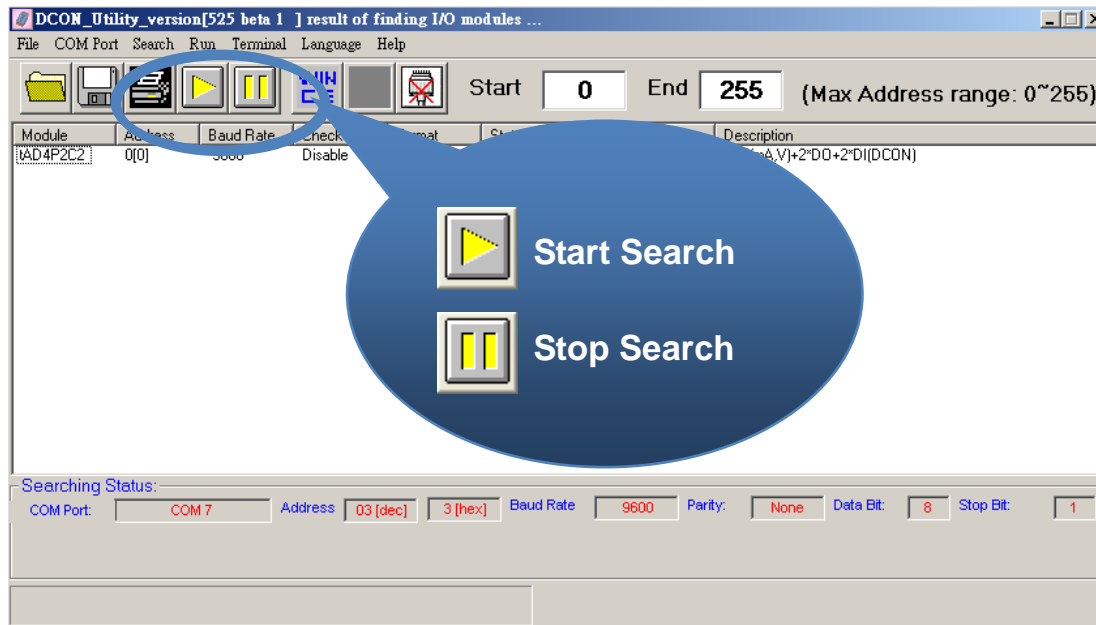 DCON_Utility_version[525 beta 1 ] result of finding I/O modules ...
File COM Port Search Run Terminal Language Help
Start 0 End 255 (Max Address range: 0~255)
Module Address Baud Rate Description
tAD4P2C2 0[0] Disable V)+2*DO+2*DI(DCON)
Start Search
Stop Search
Searching Status:
COM Port: COM 7 Address 03 [dec] 3 [hex] Baud Rate 9600 Parity: None Data Bit: 8 Stop Bit: 1